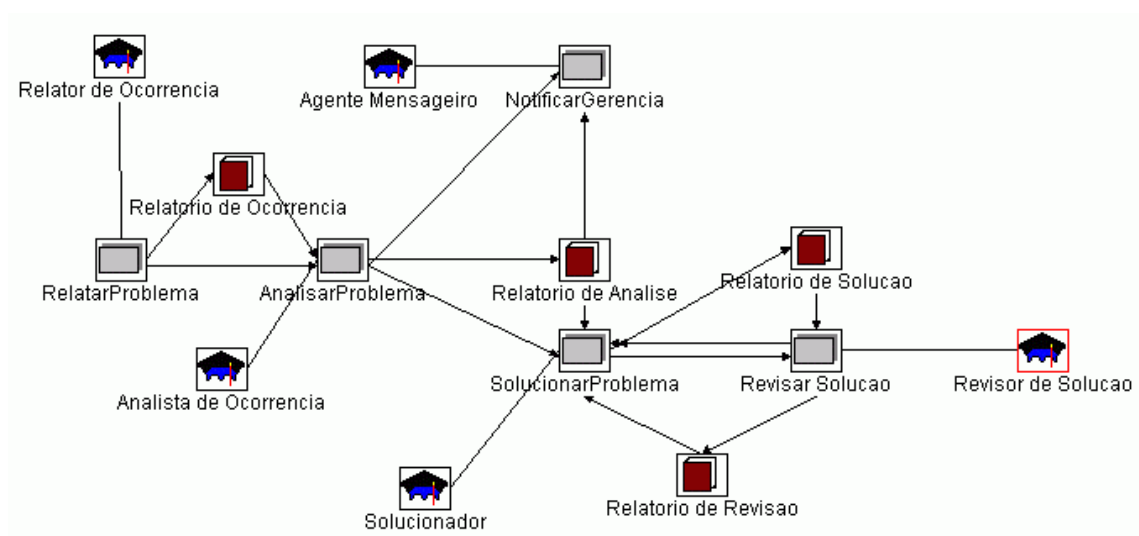 Relator de Ocorrencia
Agente Mensageiro
NotificarGerencia
Relatorio de Ocorrencia
RelatarProblema
AnalisarProblema
Relatorio de Analise
Relatorio de Solucao
Analista de Ocorrencia
SolucionarProblema
Revisar Solucao
Revisor de Solucao
Solucionador
Relatorio de Revisao